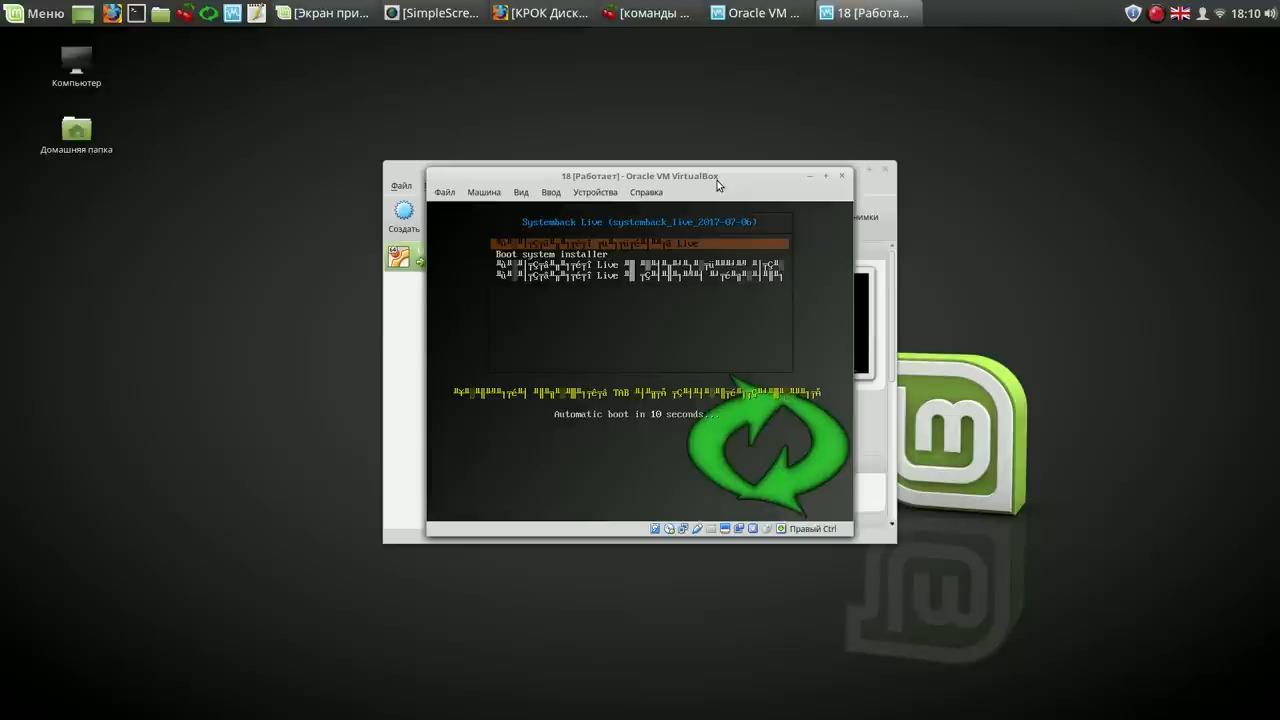 Меню
[Экран при...
[SimpleScre...
[КРОК Диск...
[команды ...
Oracle VM ...
18 [Работа...
18:10
Компьютер
Домашняя папка
Файл
Создать
нимки
18 [Работает] - Oracle VM VirtualBox
Файл
Машина
Вид
Ввод
Устройства
Справка
Systemback Live (systemback_live_2017-07-06)
Live
Boot system installer
Live
Live
TAB
Automatic boot in 10 seconds...
Правый Ctrl